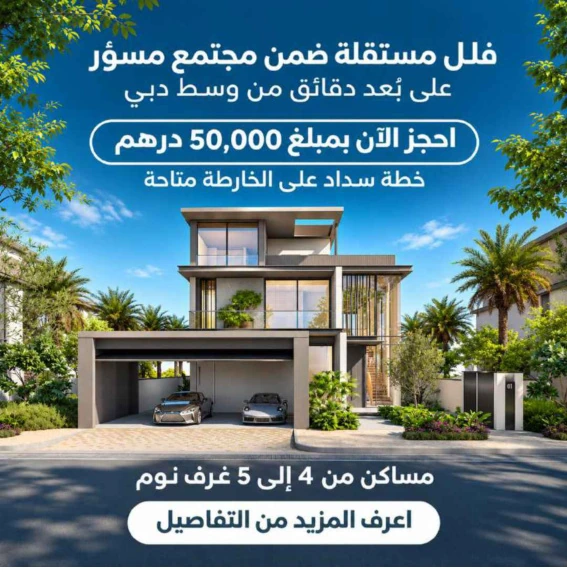 فلل مستقلة ضمن مجتمع مسوّر
على بُعد دقائق من وسط دبي
احجز الآن بمبلغ 50,000 درهم
خطة سداد على الخارطة متاحة
مساكن من 4 إلى 5 غرف نوم
اعرف المزيد من التفاصيل